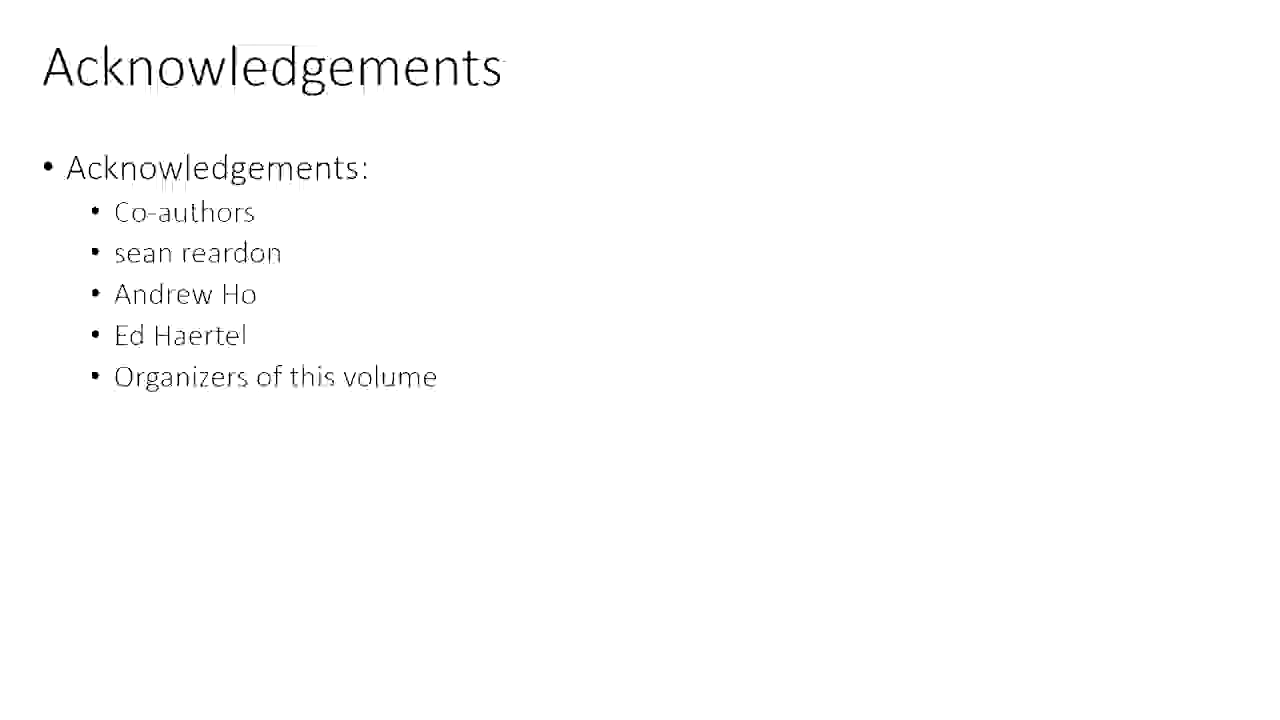 Acknowledgements
• Acknowledgements:
• Co-authors
• sean reardon
• Andrew Ho
• Ed Haertel
• Organizers of this volume